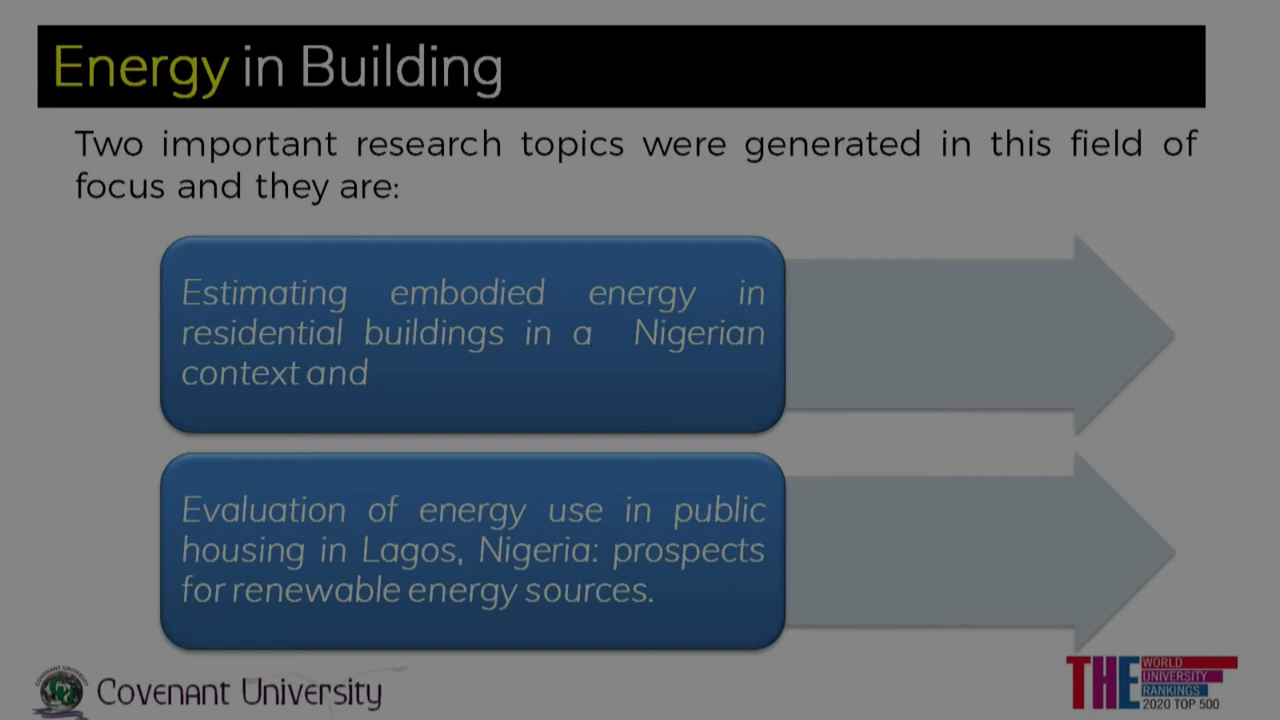 Energy in Building
Two important research topics were generated in this field of
focus and they are:
Estimating embodied energy in
residential buildings in a Nigerian
context and
Evaluation of energy use in public
housing in Lagos, Nigeria: prospects
for renewable energy sources.
COVENANT UNIVERSITY
Covenant University
THE WORLD
UNIVERSITY
RANKINGS
2020 TOP 500